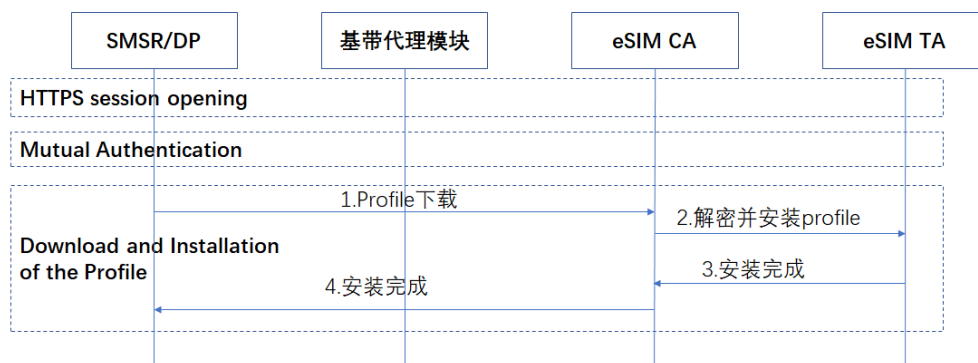 SMSR/DP
基带代理模块
eSIM CA
eSIM TA
HTTPS session opening
Mutual Authentication
1.Profile下载
2.解密并安装profile
Download and Installation
of the Profile
3.安装完成
4.安装完成